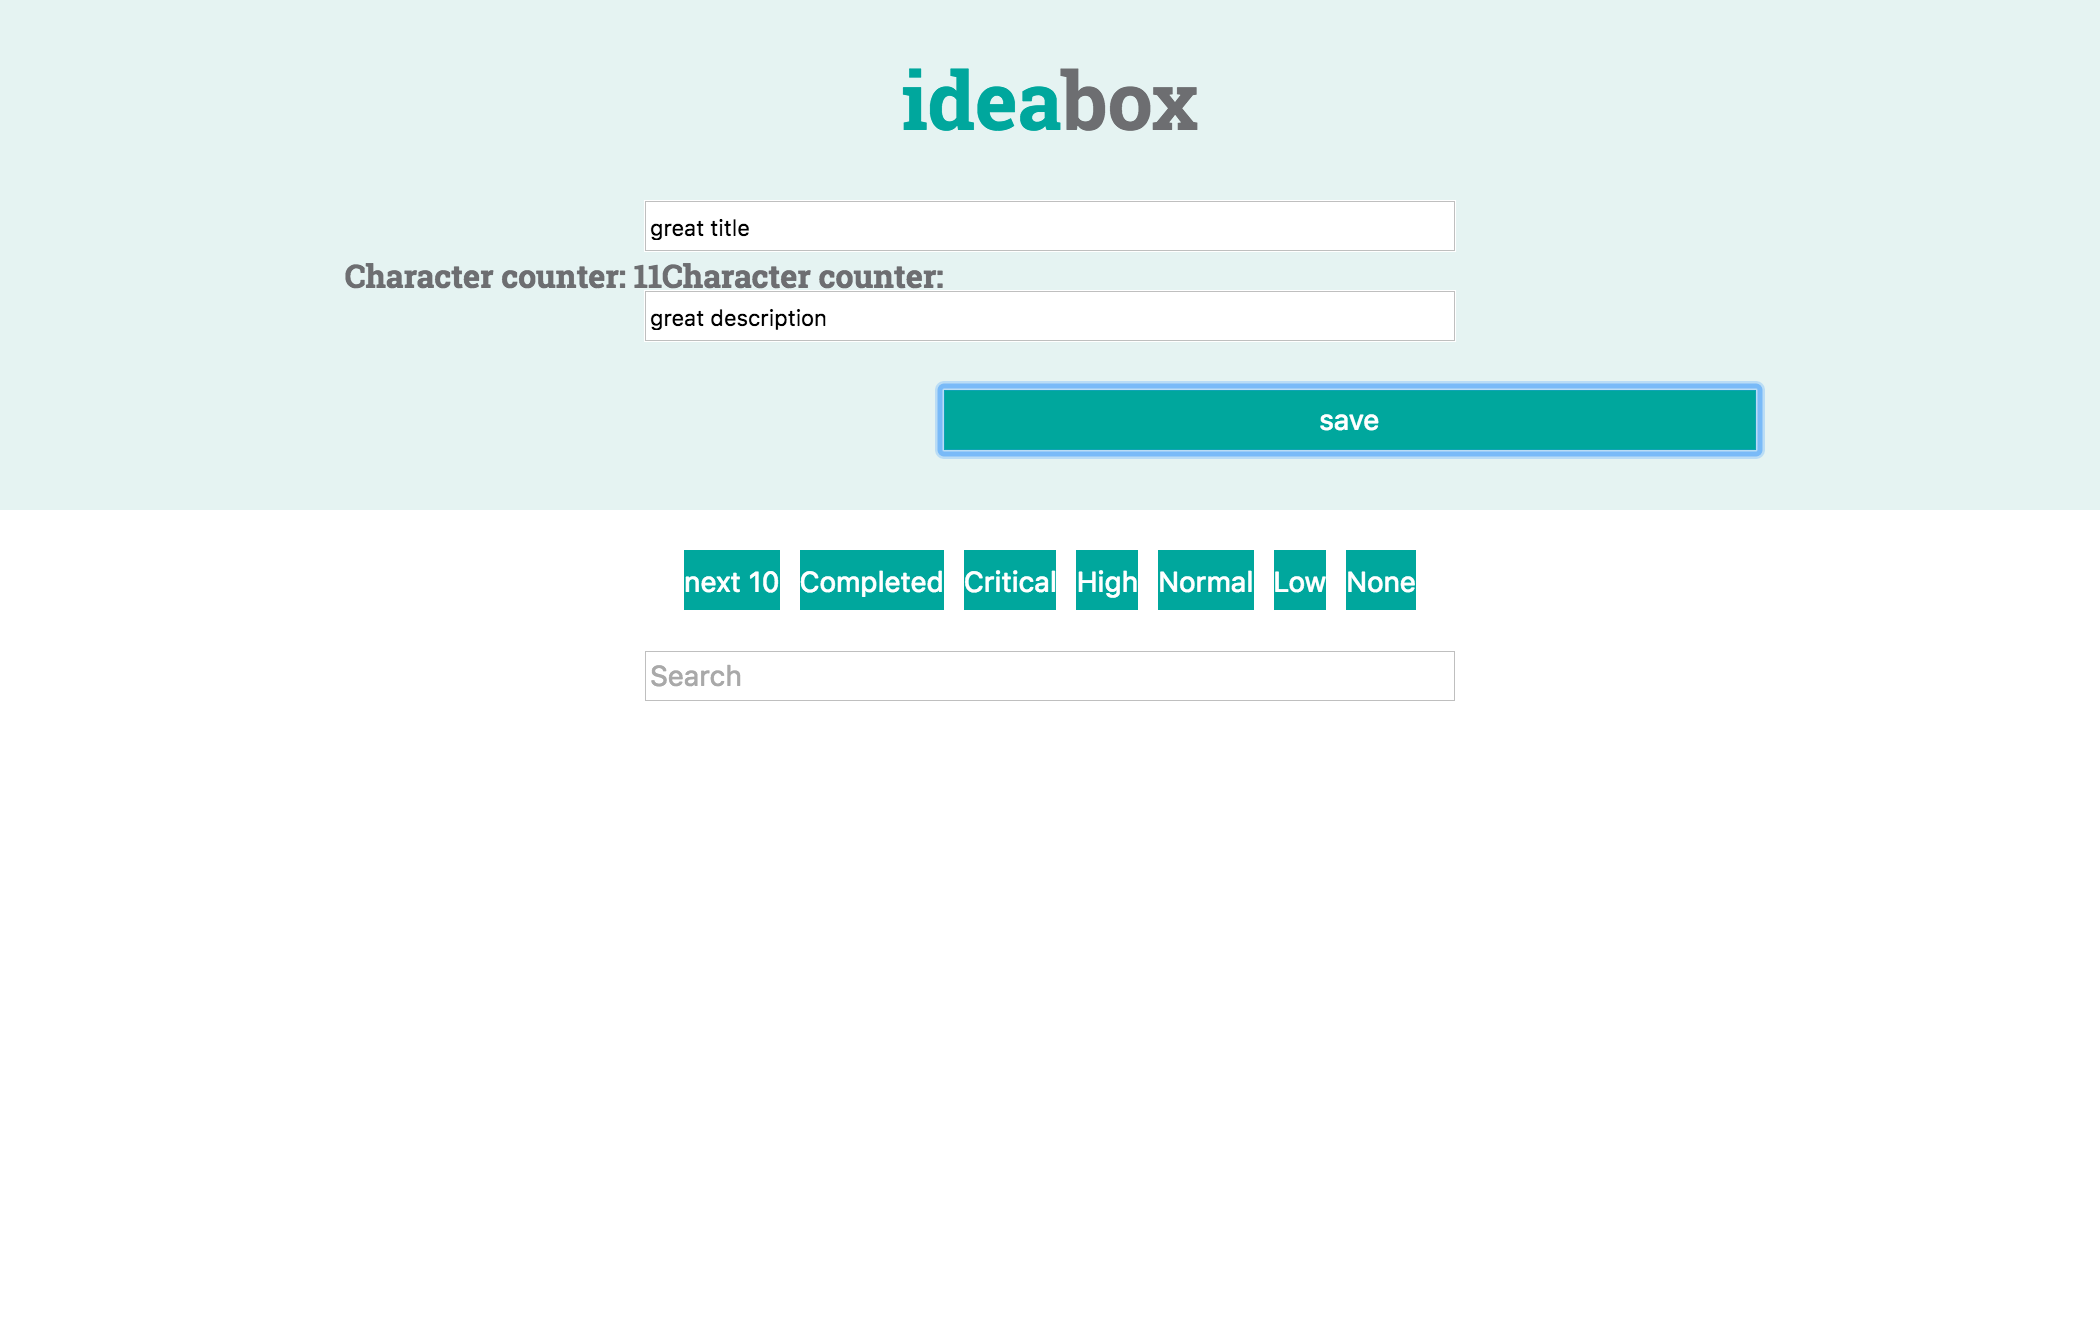 ideabox
great title
Character counter: 11Character counter:
great description
save
next 10 Completed Critical High Normal Low None
Search